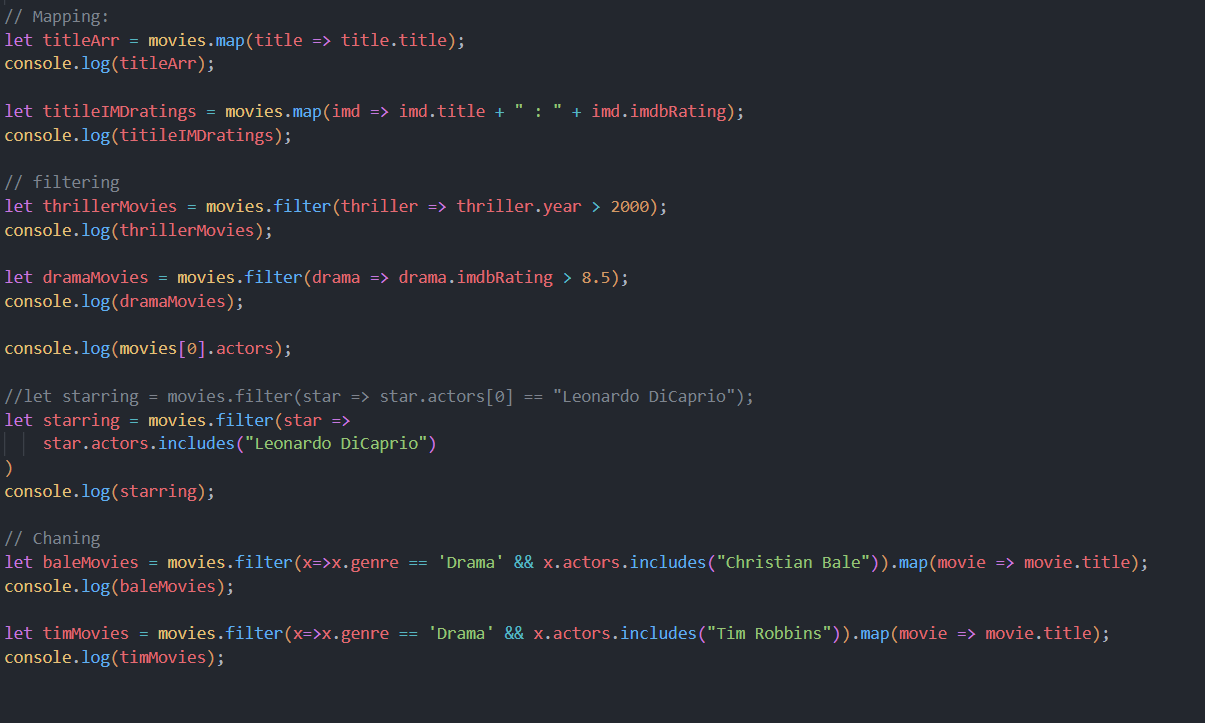 // Mapping:
let titleArr = movies.map(title => title.title);
console.log(titleArr);
let titileIMDratings = movies.map(imd => imd.title + " : " + imd.imdbRating);
console.log(titileIMDratings);
// filtering
let thrillerMovies = movies.filter(thriller => thriller.year > 2000);
console.log(thrillerMovies);
let dramaMovies = movies.filter(drama => drama.imdbRating > 8.5);
console.log(dramaMovies);
console.log(movies[0].actors);
//let starring = movies.filter(star => star.actors[0] == "Leonardo DiCaprio");
let starring = movies.filter(star =>
    star.actors.includes("Leonardo DiCaprio")
)
console.log(starring);
// Chaning
let baleMovies = movies.filter(x=>x.genre == 'Drama' && x.actors.includes("Christian Bale")).map(movie => movie.title);
console.log(baleMovies);
let timMovies = movies.filter(x=>x.genre == 'Drama' && x.actors.includes("Tim Robbins")).map(movie => movie.title);
console.log(timMovies);